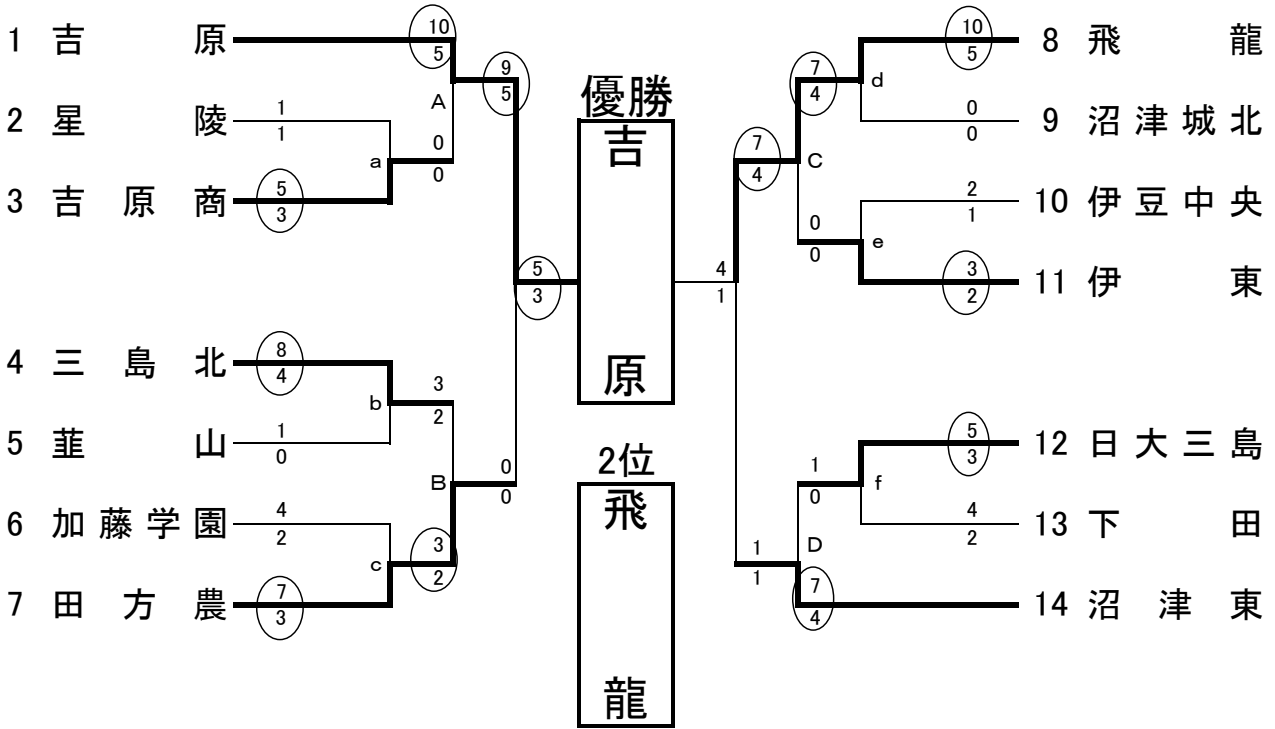 1 吉原
10
5
9
5
A
2 星陵
1
1
a
0
0
3 吉原商
5
3
5
3
4 三島北
8
4
b
3
2
5 韮山
1
0
B
0
0
6 加藤学園
4
2
c
3
2
7 田方農
7
3
優勝
吉原
2位
飛龍
10
5
8 飛龍
7
4
d
0
0
9 沼津城北
7
4
C
2
1
10 伊豆中央
0
0
e
3
2
11 伊東
4
1
5
3
12 日大三島
1
0
f
4
2
13 下田
1
1
D
7
4
14 沼津東